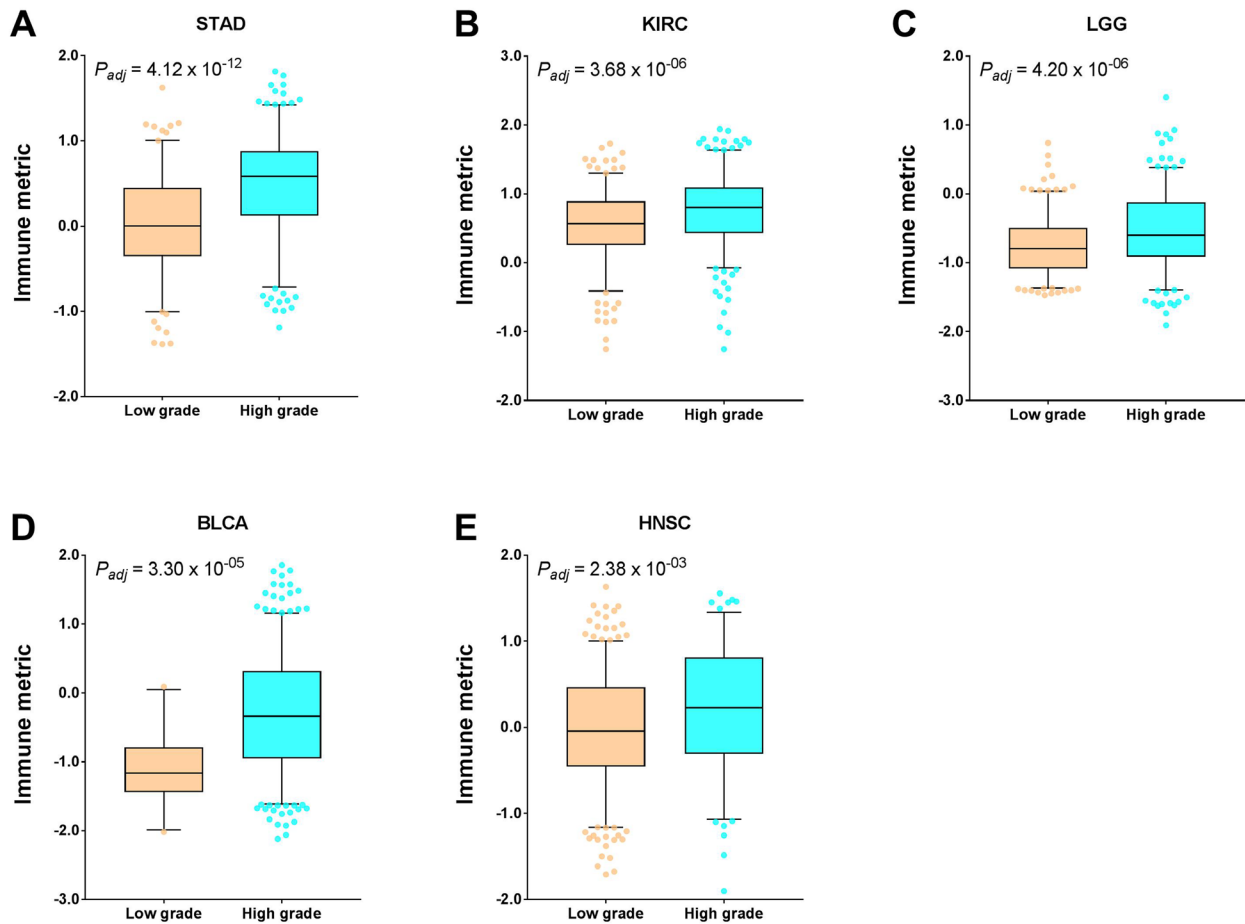 A
STAD
P_adj = 4.12 x 10^-12
Immune metric
2.0
1.0
0.0
-1.0
-2.0
Low grade
High grade
B
KIRC
P_adj = 3.68 x 10^-06
Immune metric
3.0
2.0
1.0
0.0
-1.0
-2.0
Low grade
High grade
C
LGG
P_adj = 4.20 x 10^-06
Immune metric
2.0
0.0
-1.0
-2.0
-3.0
Low grade
High grade
D
BLCA
P_adj = 3.30 x 10^-05
Immune metric
2.0
1.0
0.0
-1.0
-2.0
-3.0
Low grade
High grade
E
HNSC
P_adj = 2.38 x 10^-03
Immune metric
2.0
1.0
0.0
-1.0
-2.0
Low grade
High grade